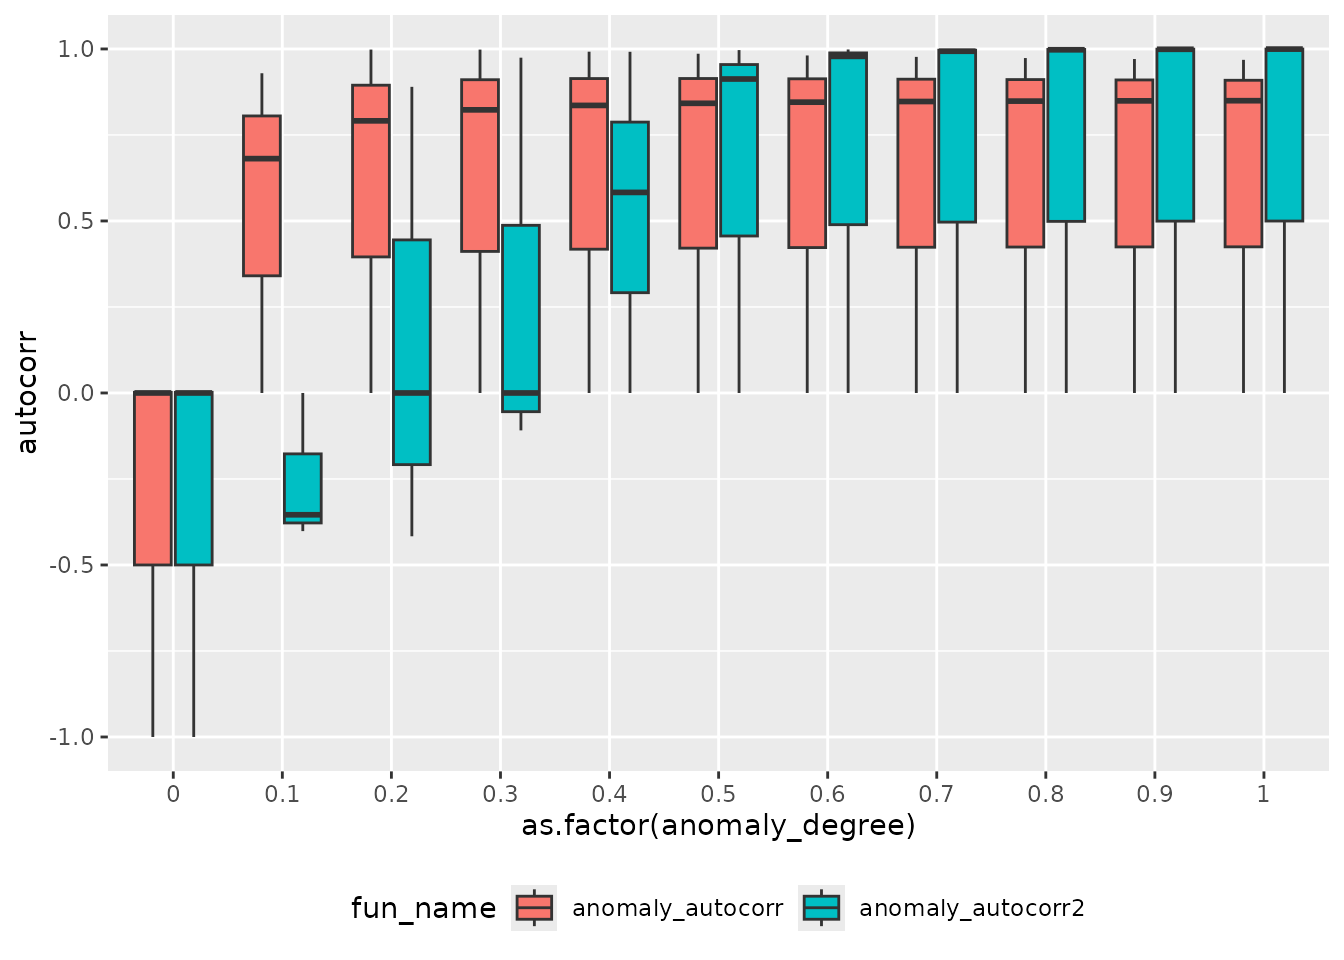 1.0
0.5
0.0
-0.5
-1.0
autocorr
0 0.1 0.2 0.3 0.4 0.5 0.6 0.7 0.8 0.9 1
as.factor(anomaly_degree)
fun_name anomaly_autocorr anomaly_autocorr2